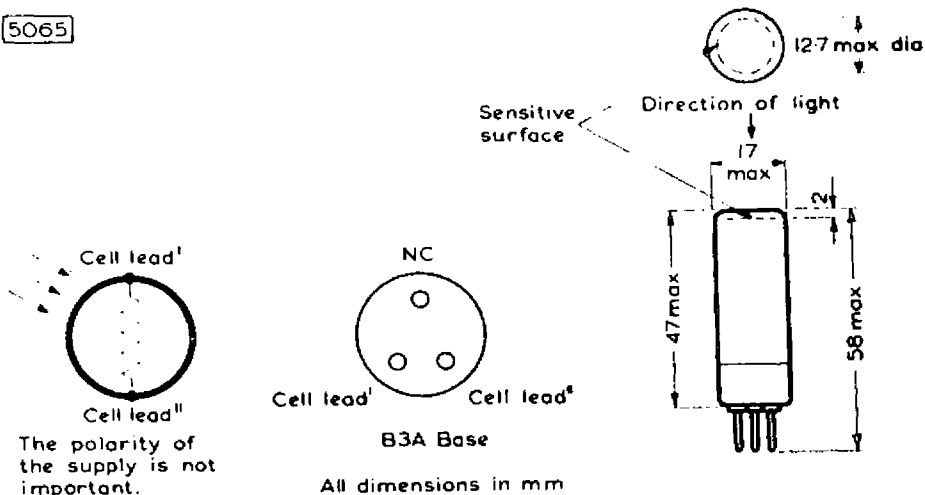 5065
12·7 max dia
Sensitive
surface
Direction of light
17
max
2
47 max
58 max
Cell lead'
Cell lead"
The polarity of
the supply is not
important.
NC
Cell lead'
Cell lead"
B3A Base
All dimensions in mm